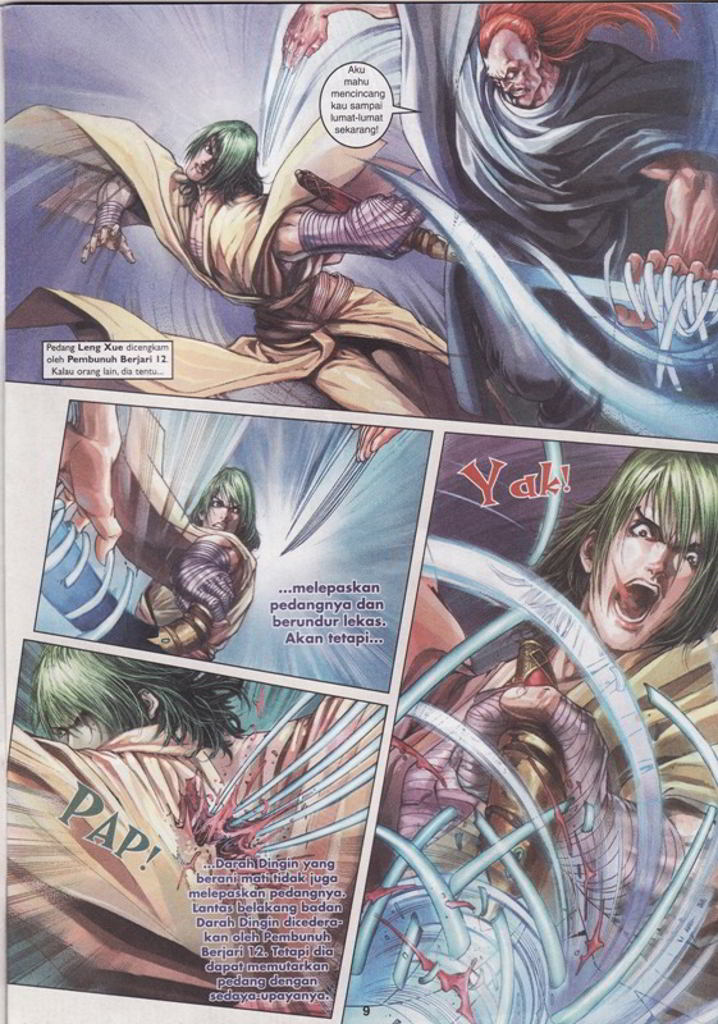 Aku
mahu
mencincang
kau sampai
lumat-lumat
sekarang!
Pedang Leng Xue dicengkam
oleh Pembunuh Berjari 12.
Kalau orang lain, dia tentu...
...melepaskan
pedangnya dan
berundur lekas.
Akan tetapi...
Yak!
PAP!
...Darah Dingin yang
berani mati tidak juga
melepaskan pedangnya.
Lantas belakang badan
Darah Dingin dicedera-
kan oleh Pembunuh
Berjari 12. Tetapi dia
dapat memutarkan
pedang dengan
sedaya-upayanya.
9